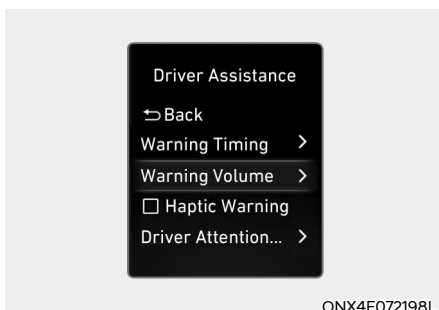 Driver Assistance
Back
Warning Timing >
Warning Volume >
Haptic Warning
Driver Attention... >
ONX4E072198L